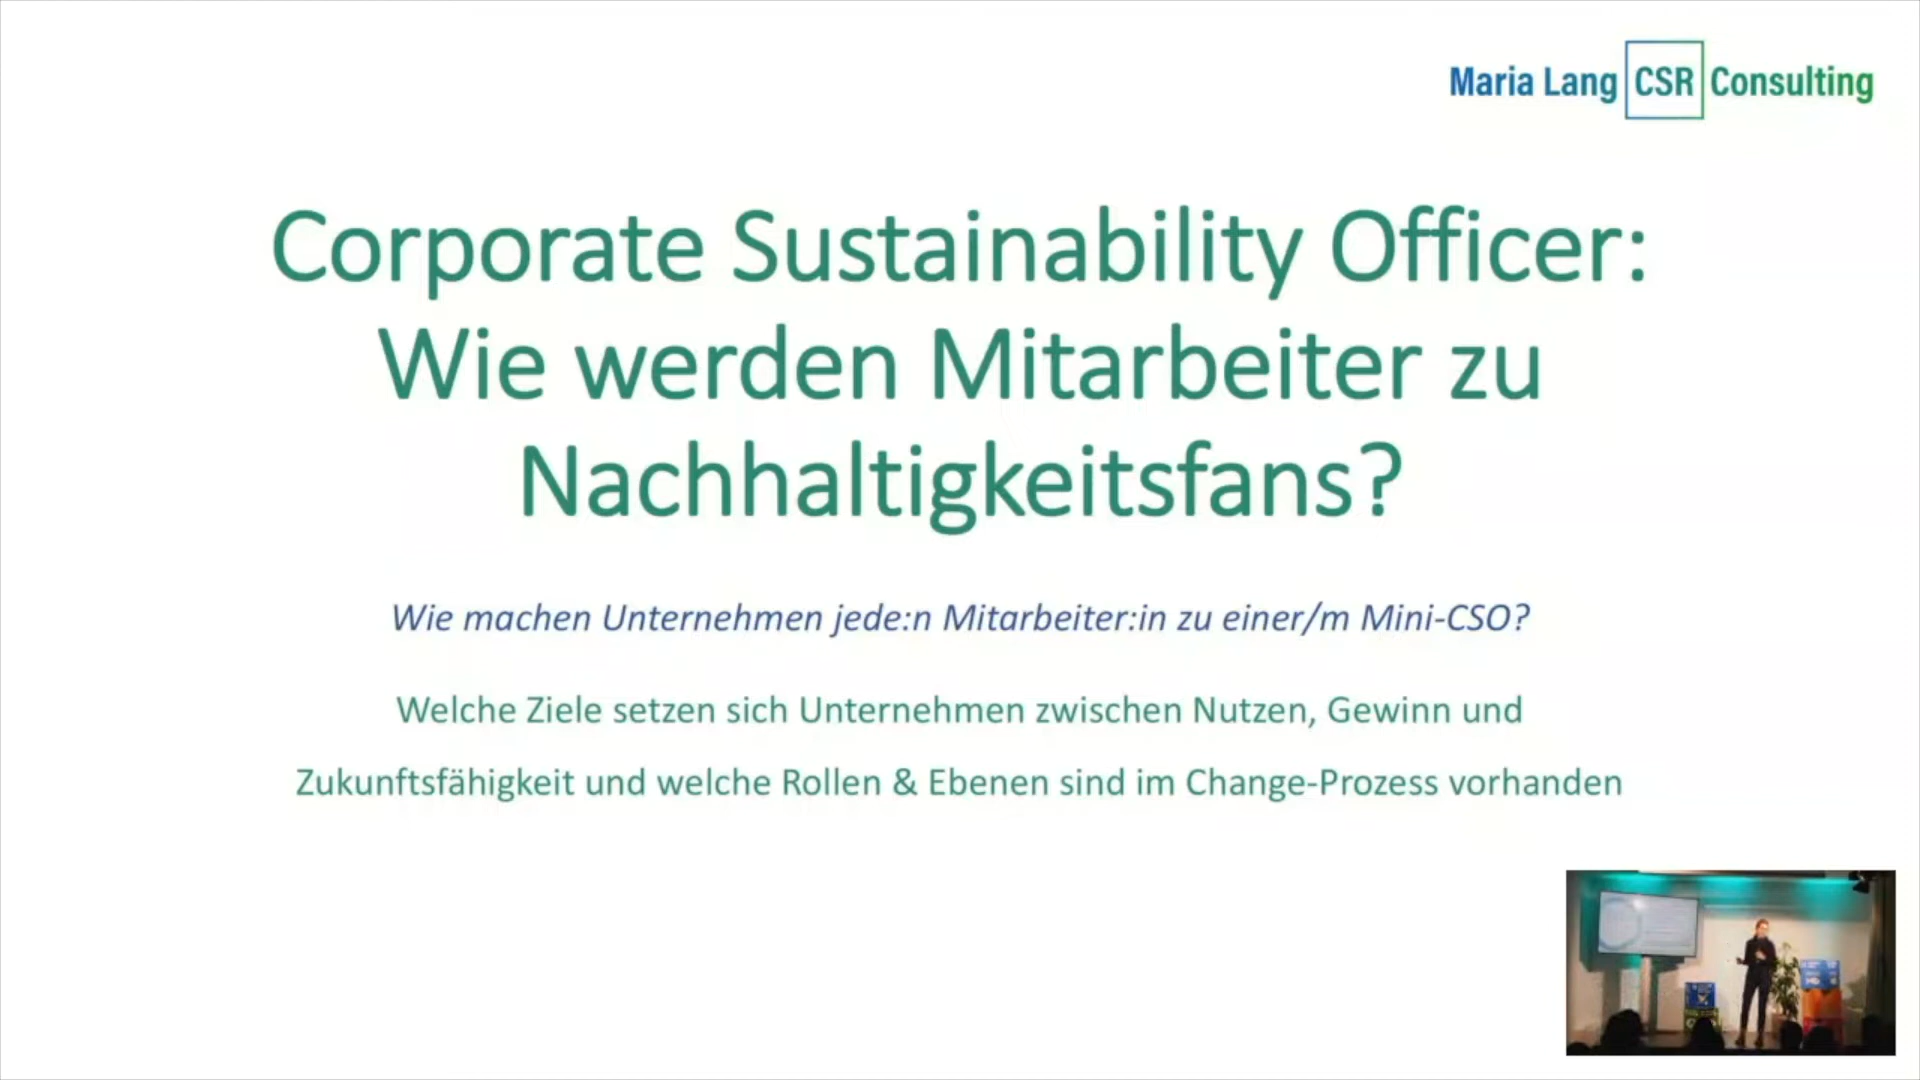 Maria Lang CSR Consulting
Corporate Sustainability Officer:
Wie werden Mitarbeiter zu
Nachhaltigkeitsfans?
Wie machen Unternehmen jede:n Mitarbeiter:in zu einer/m Mini-CSO?
Welche Ziele setzen sich Unternehmen zwischen Nutzen, Gewinn und
Zukunftsfähigkeit und welche Rollen & Ebenen sind im Change-Prozess vorhanden